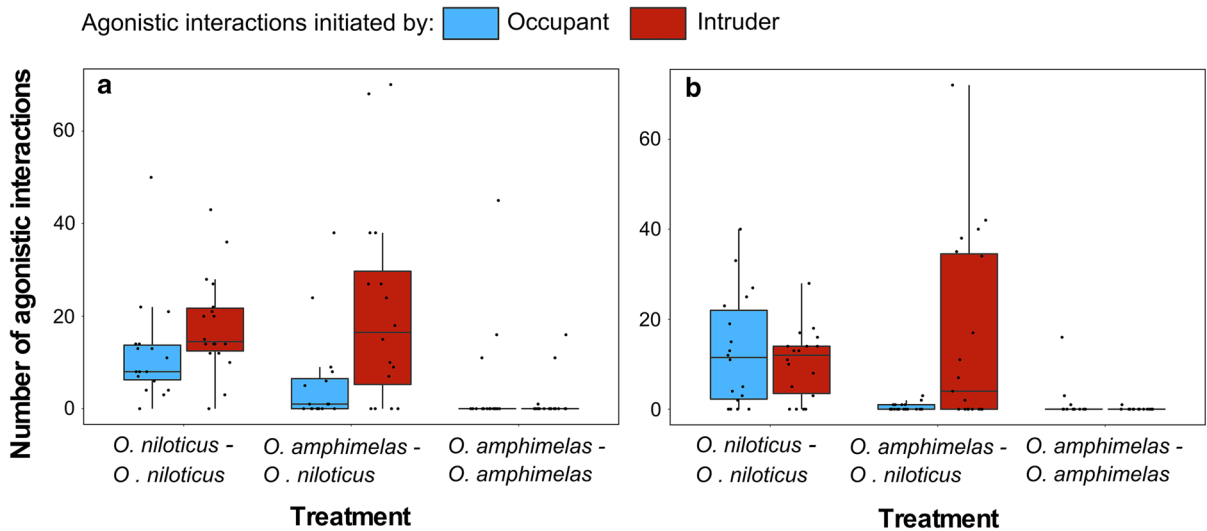 Agonistic interactions initiated by: Occupant Intruder
Number of agonistic interactions
a
60
40
20
0
O. niloticus - O. amphimelas - O. amphimelas -
O . niloticus O . niloticus O. amphimelas
Treatment
b
60
40
20
0
O. niloticus - O. amphimelas - O. amphimelas -
O . niloticus O . niloticus O. amphimelas
Treatment